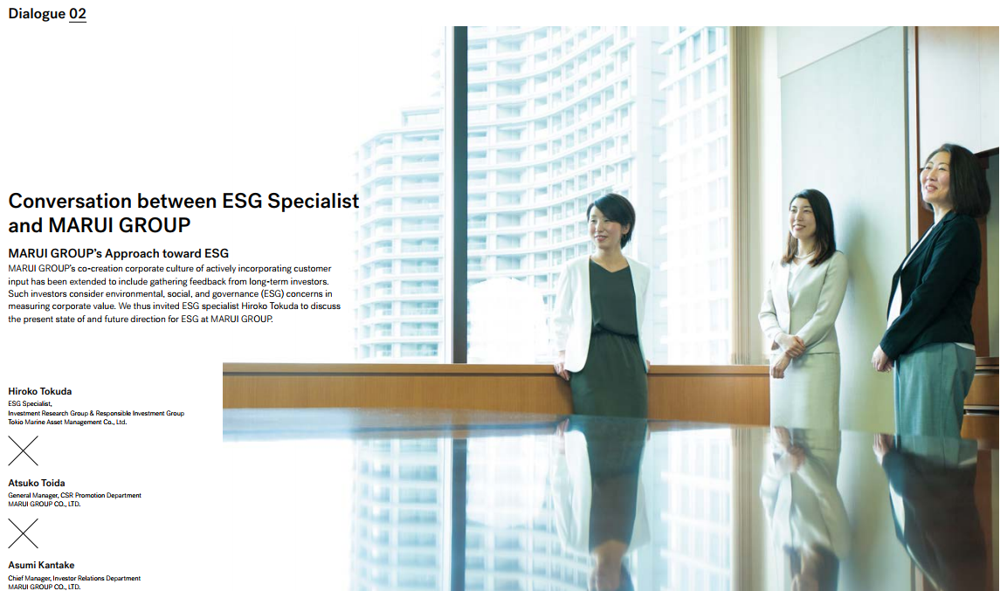 Dialogue 02
Conversation between ESG Specialist
and MARUI GROUP
MARUI GROUP's Approach toward ESG
MARUI GROUP's co-creation corporate culture of actively incorporating customer
input has been extended to include gathering feedback from long-term investors.
Such investors consider environmental, social, and governance (ESG) concerns in
measuring corporate value. We thus invited ESG specialist Hiroko Tokuda to discuss
the present state of and future direction for ESG at MARUI GROUP.
Hiroko Tokuda
ESG Specialist,
Investment Research Group & Responsible Investment Group
Tokio Marine Asset Management Co., Ltd.
Atsuko Toida
General Manager, CSR Promotion Department
MARUI GROUP CO., LTD.
Asumi Kantake
Chief Manager, Investor Relations Department
MARUI GROUP CO., LTD.